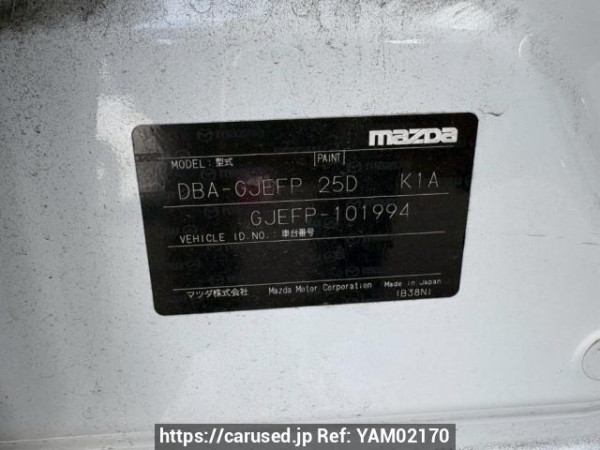 mazda
MODEL:型式 PAINT
DBA-GJEFP 25D K1A
GJEFP-101994
VEHICLE ID.NO.:車台番号
マツダ株式会社 Mazda Motor Corporation Made in Japan
(B38N)
https://carused.jp Ref: YAM02170